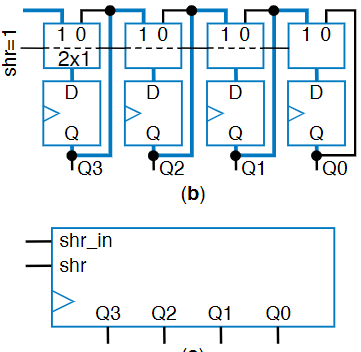 shr=1
1 0 1 0 1 0 1 0
2x1
D D D D
Q Q Q Q
Q3 Q2 Q1 Q0
(b)
shr_in
shr
Q3 Q2 Q1 Q0